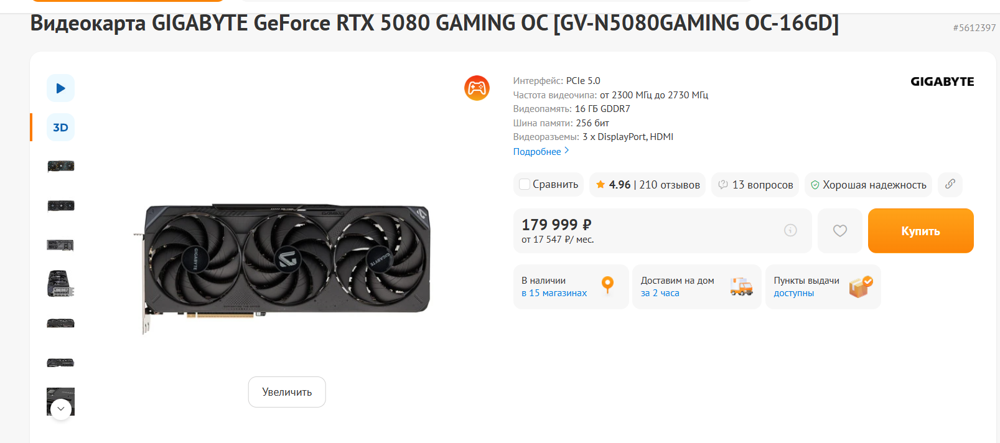 Видеокарта GIGABYTE GeForce RTX 5080 GAMING OC [GV-N5080GAMING OC-16GD]
#5612397
3D
GIGABYTE
Интерфейс: PCIe 5.0
Частота видеочипа: от 2300 МГц до 2730 МГц
Видеопамять: 16 ГБ GDDR7
Шина памяти: 256 бит
Видеоразъемы: 3 x DisplayPort, HDMI
Подробнее
Сравнить
4.96 | 210 отзывов
13 вопросов
Хорошая надежность
179 999 ₽
от 17 547 ₽/ мес.
Купить
В наличии
в 15 магазинах
Доставим на дом
за 2 часа
Пункты выдачи
доступны
GIGABYTE
GIGABYTE
Увеличить